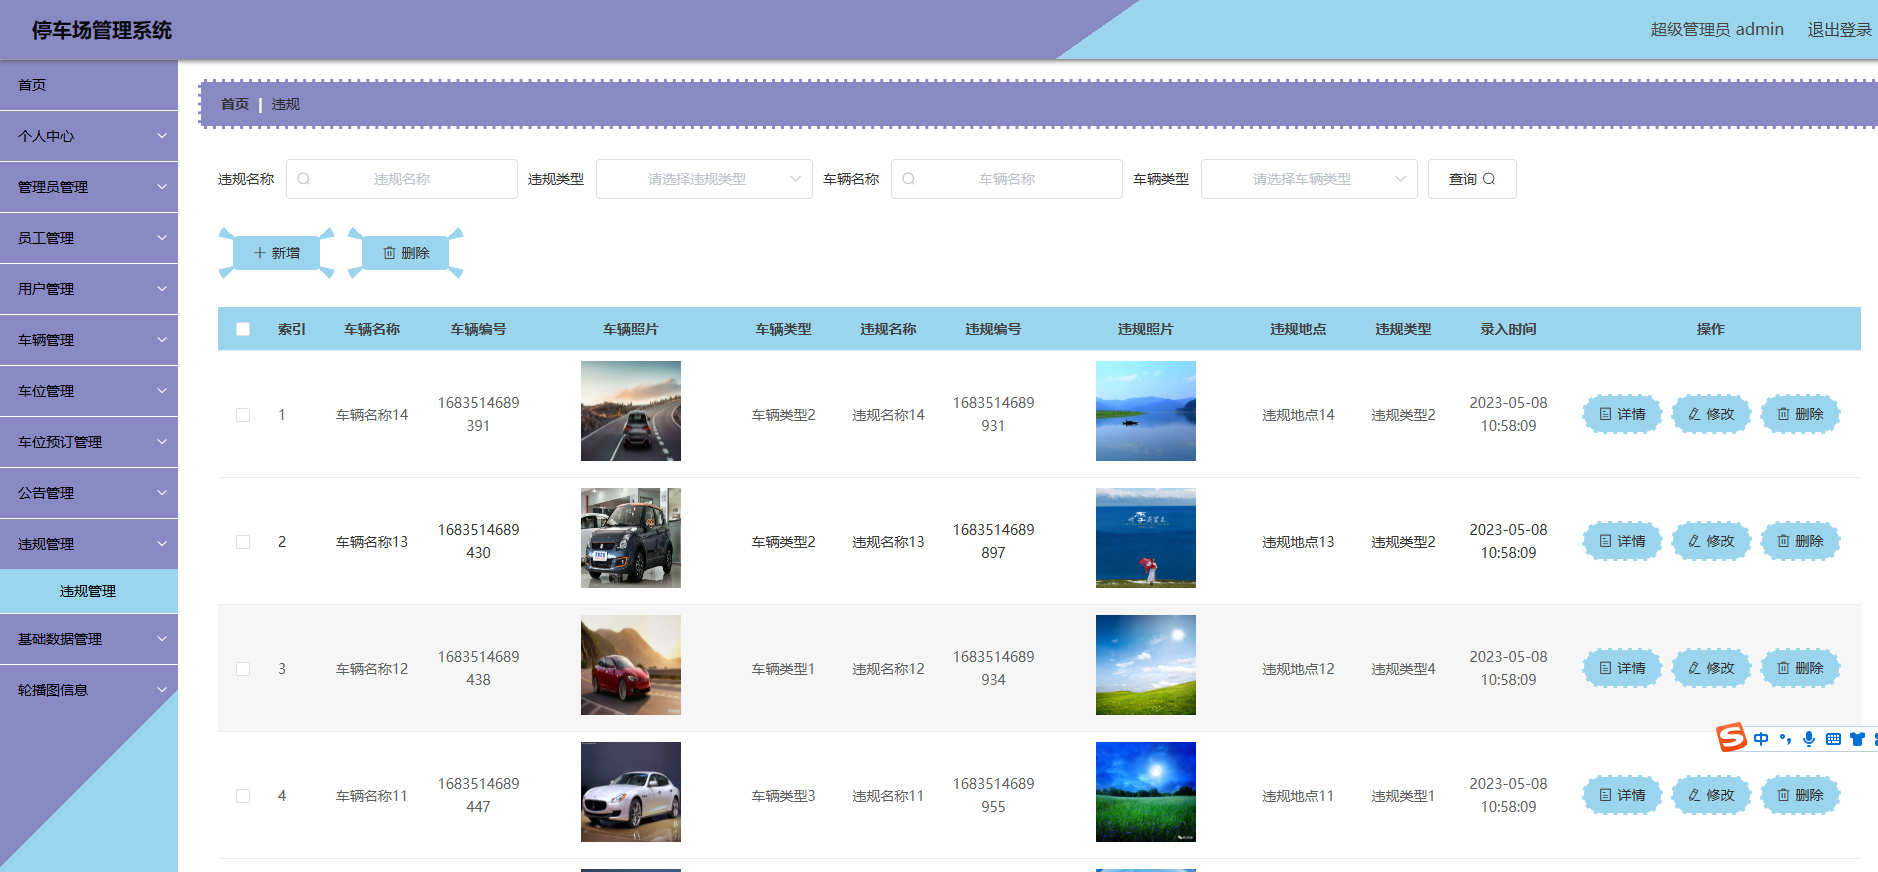 停车场管理系统
超级管理员 admin 退出登录
首页
个人中心
管理员管理
员工管理
用户管理
车辆管理
车位管理
车位预订管理
公告管理
违规管理
违规管理
基础数据管理
轮播图信息
首页 | 违规
违规名称 违规名称 违规类型 请选择违规类型 车辆名称 车辆名称 车辆类型 请选择车辆类型 查询
新增 删除
索引 车辆名称 车辆编号 车辆照片 车辆类型 违规名称 违规编号 违规照片 违规地点 违规类型 录入时间 操作
1 车辆名称14 1683514689391 车辆类型2 违规名称14 1683514689931 违规地点14 违规类型2 2023-05-08 10:58:09 详情 修改 删除
2 车辆名称13 1683514689430 车辆类型2 违规名称13 1683514689897 违规地点13 违规类型2 2023-05-08 10:58:09 详情 修改 删除
3 车辆名称12 1683514689438 车辆类型1 违规名称12 1683514689934 违规地点12 违规类型4 2023-05-08 10:58:09 详情 修改 删除
4 车辆名称11 1683514689447 车辆类型3 违规名称11 1683514689955 违规地点11 违规类型1 2023-05-08 10:58:09 详情 修改 删除
中